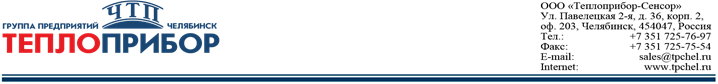 ЧТП
ГРУППА ПРЕДПРИЯТИЙ ЧЕЛЯБИНСК
ТЕПЛОПРИБОР
ООО «Теплоприбор-Сенсор»
Ул. Павелецкая 2-я, д. 36, корп. 2,
оф. 203, Челябинск, 454047, Россия
Тел.: +7 351 725-76-97
Факс: +7 351 725-75-54
E-mail: sales@tpchel.ru
Internet: www.tpchel.ru